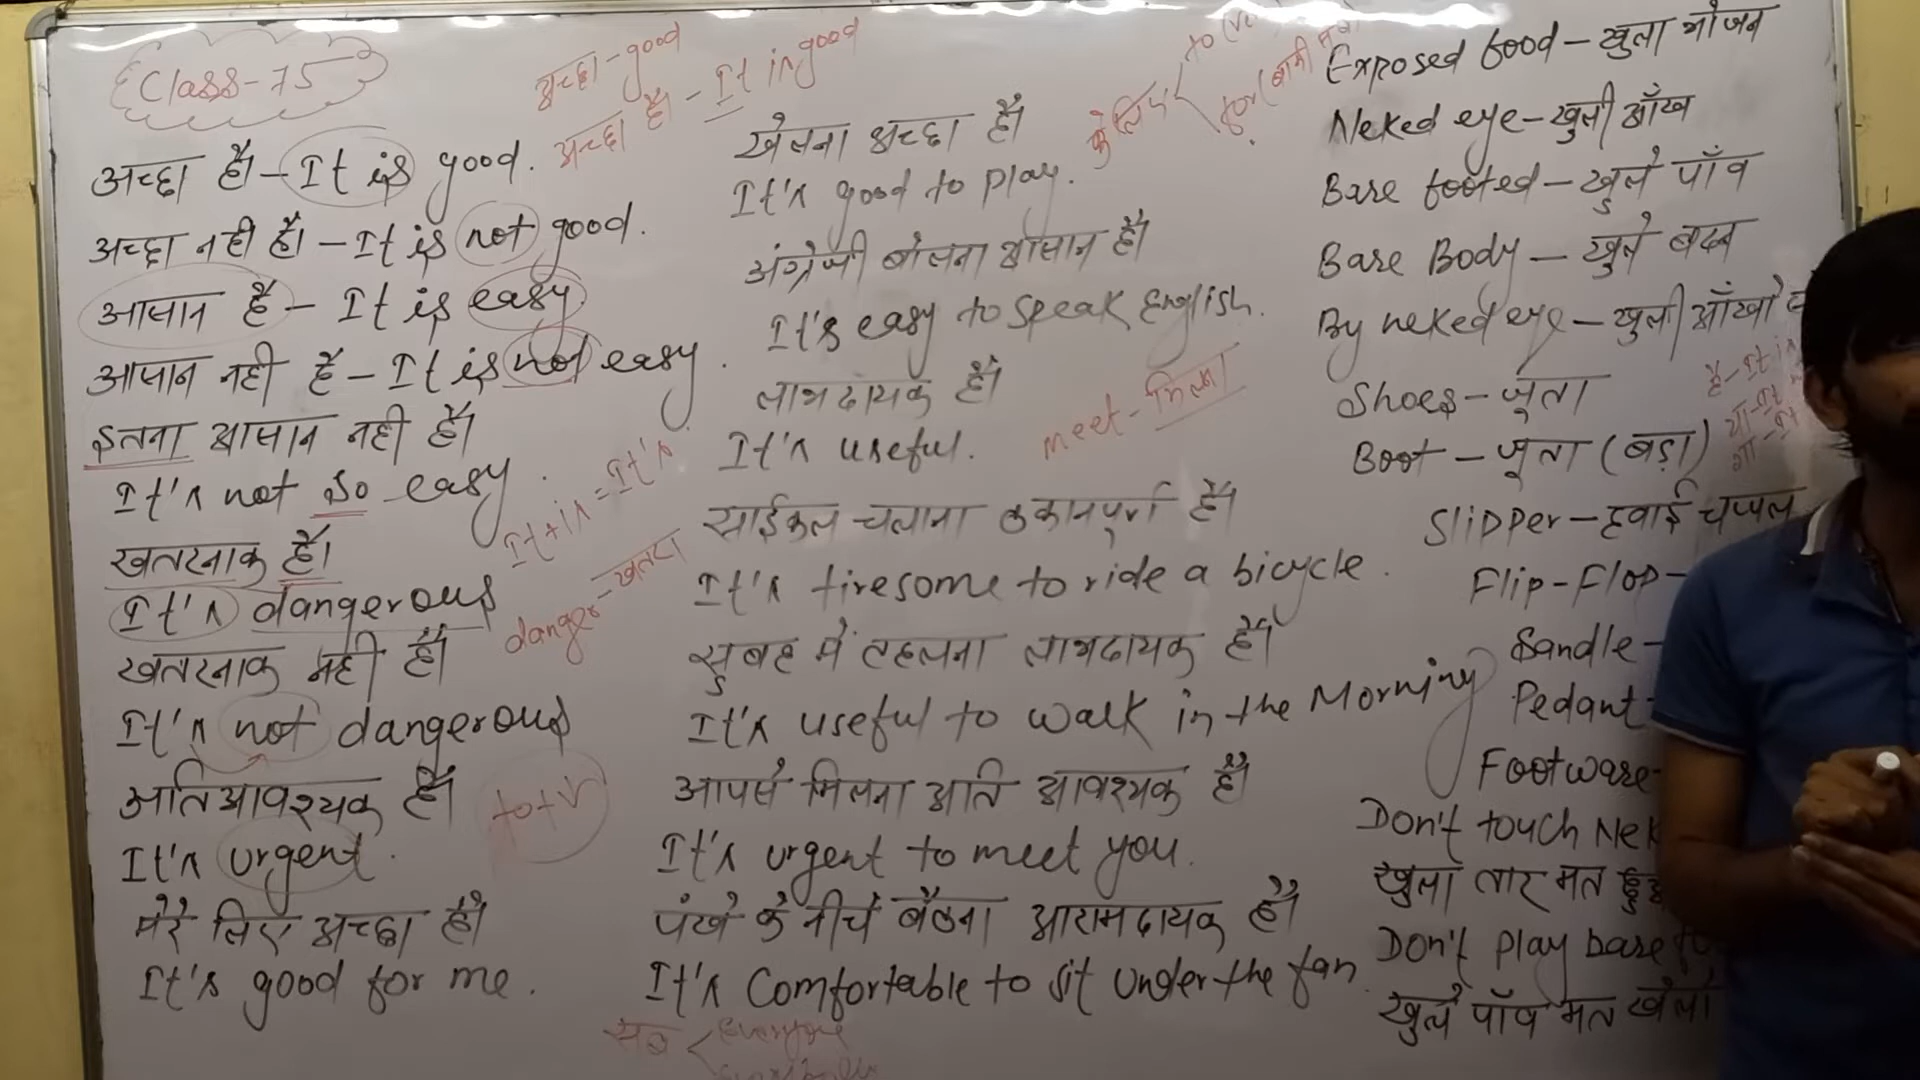 Class-75
अच्छा है। - It is good.
अच्छा नही है। - It is not good.
आसान है - It is easy.
आसान नही है - It is not easy.
इतना आसान नही है।
It's not so easy.
खतरनाक है।
It's dangerous
खतरनाक नही है।
It's not dangerous
अतिआवश्यक है।
It's urgent.
मेरे लिए अच्छा है।
It's good for me.
अच्छा - good
अच्छा है। - It is good
It + is = It's
danger - खतरा
to + V
खेलना अच्छा है।
It's good to play.
अंग्रेजी बोलना आसान है।
It's easy to speak English.
लाभदायक है।
It's useful.
साईकल चलाना थकानपूर्ण है।
It's tiresome to ride a bicycle.
सुबह में टहलना लाभदायक है।
It's useful to walk in the Morning
आपसे मिलना अति आवश्यक है।
It's urgent to meet you.
पंखे के नीचे बैठना आरामदायक है।
It's Comfortable to sit under the fan.
सब < Everyone
के लिए < to
for
meet - मिलना
Exposed food - खुला भोजन
Neked eye - खुली आँख
Bare footed - खुले पाँव
Bare Body - खुले बदन
By neked eye - खुली आँखो
Shoes - जूता
Boot - जूता (बड़ा)
है - It is
Slipper - हवाई चप्पल
Flip-Flop -
Sandle -
Pedant -
Footware -
Don't touch Nek
खुला तार मत छु
Don't play bare
खुले पाँव मत खेलो